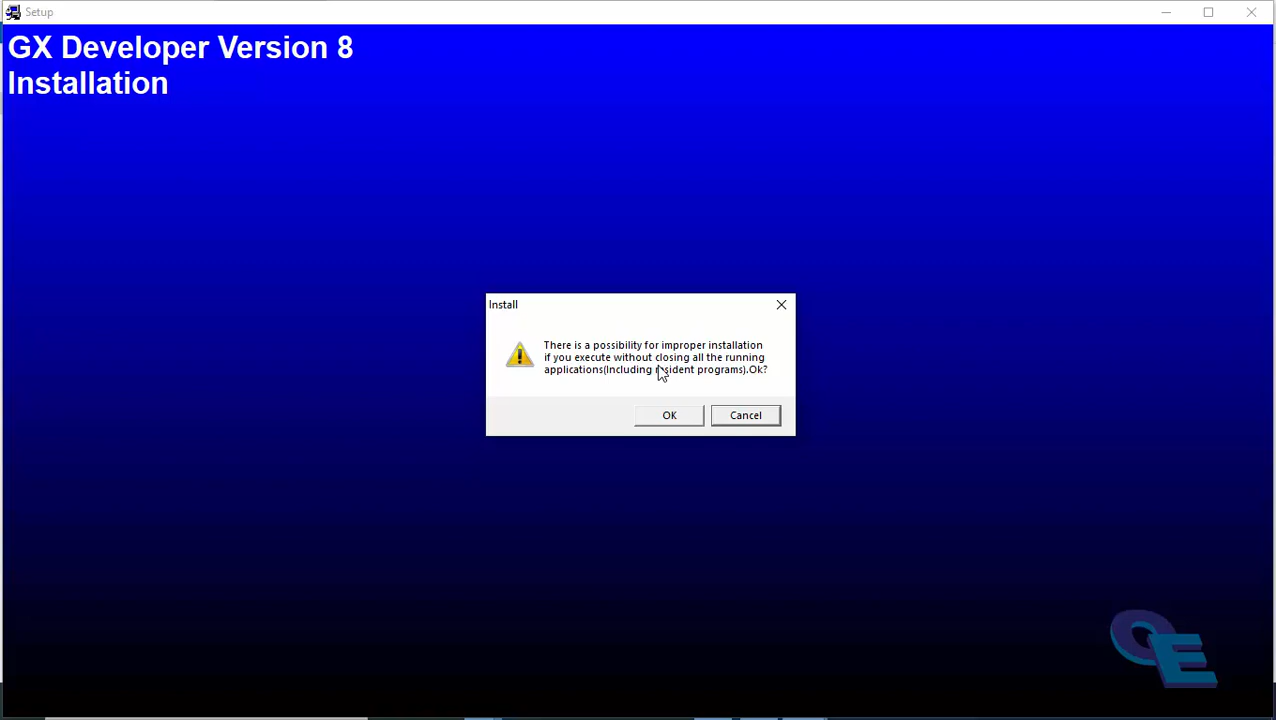 Setup
GX Developer Version 8
Installation
Install
There is a possibility for improper installation
if you execute without closing all the running
applications(Including resident programs).Ok?
OK
Cancel
OE